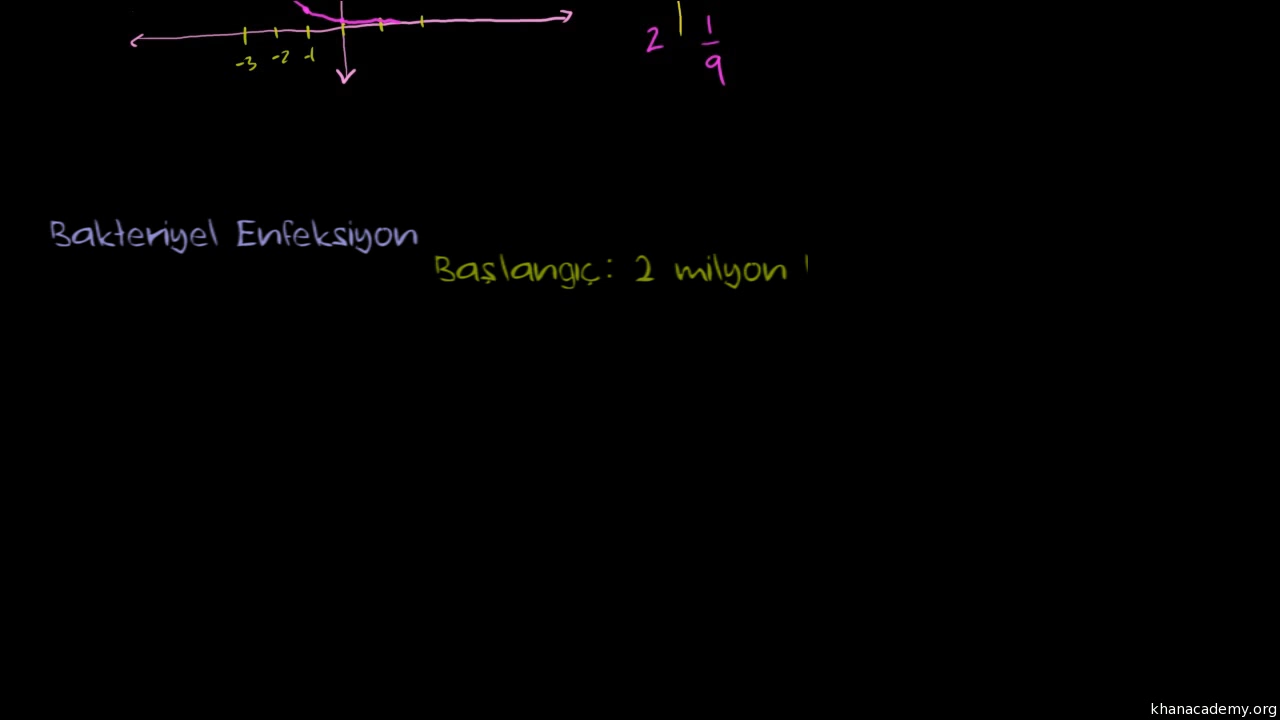 2 1/9
-3 -2 -1
Bakteriyel Enfeksiyon
Başlangıç: 2 milyon
khanacademy.org